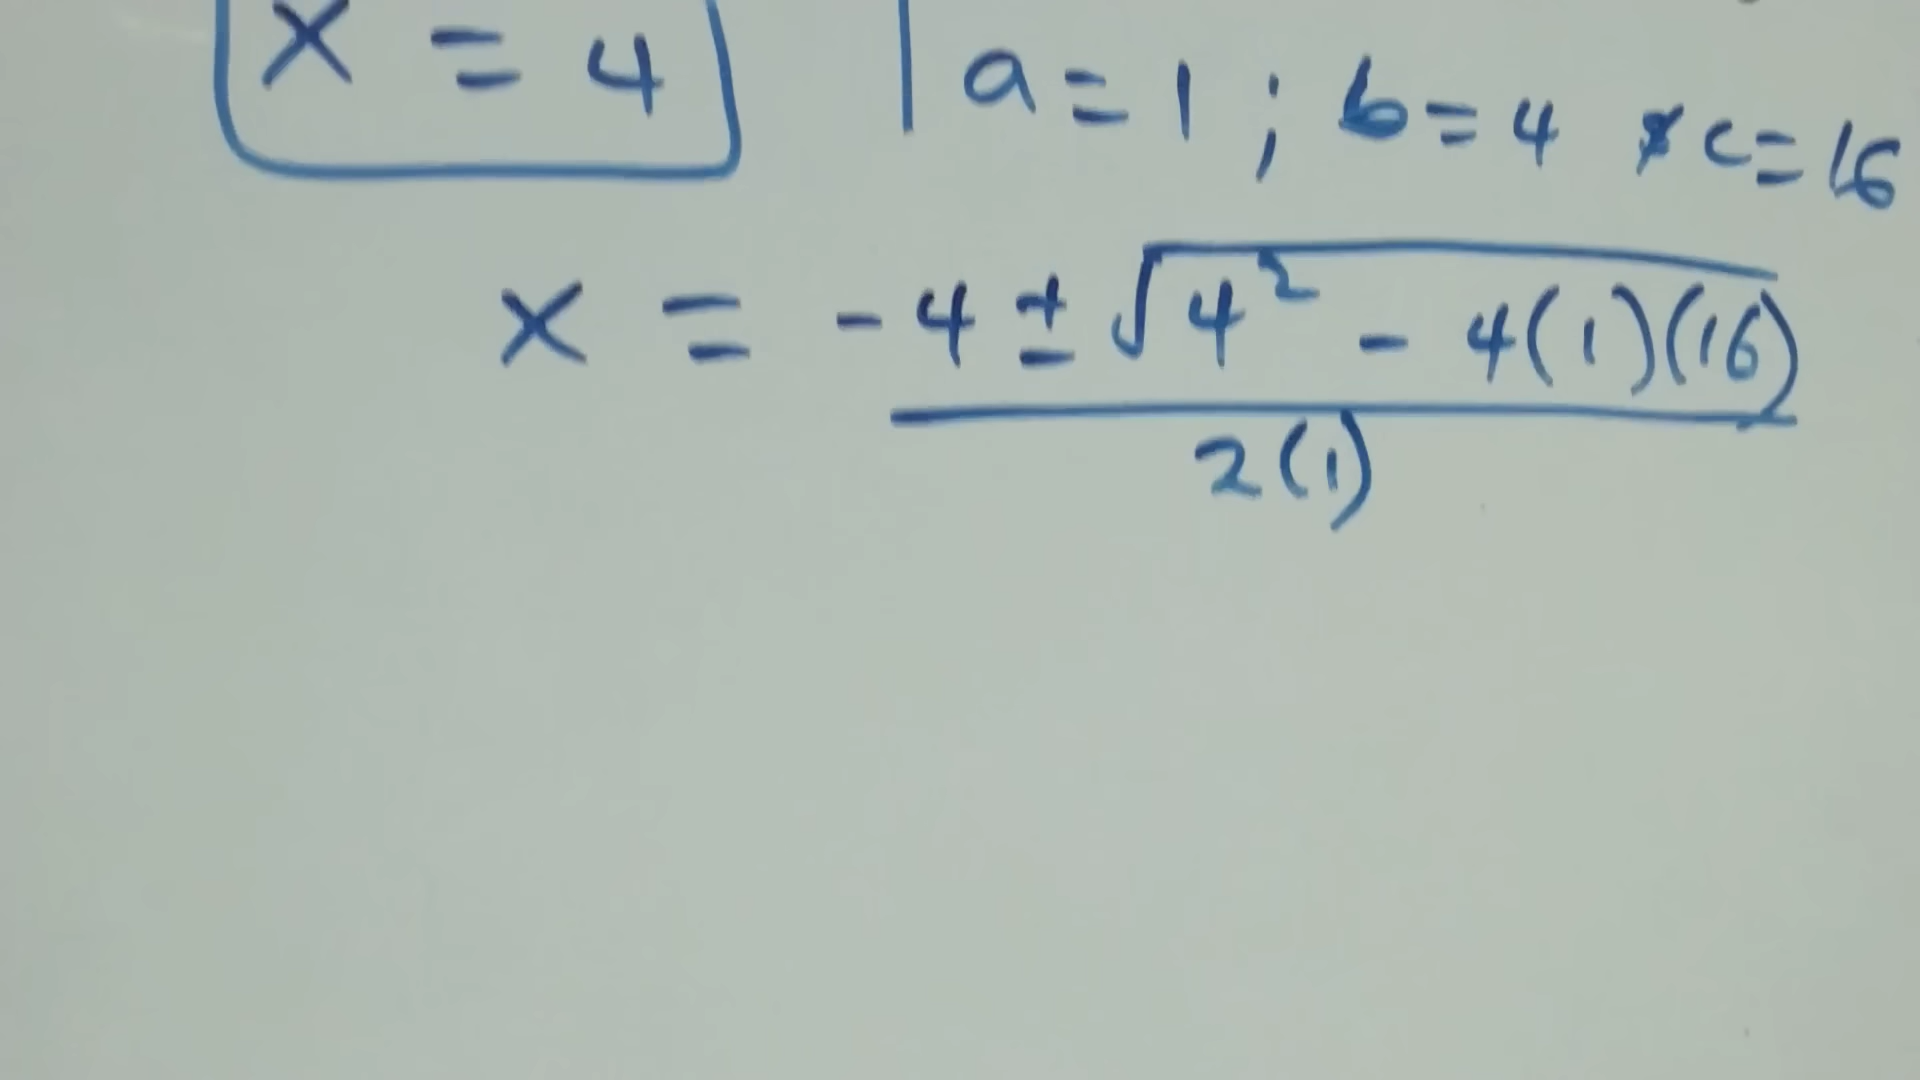 x = 4
a = 1 ; b = 4 & c = 16
x = -4 ± √4² - 4(1)(16)
2(1)